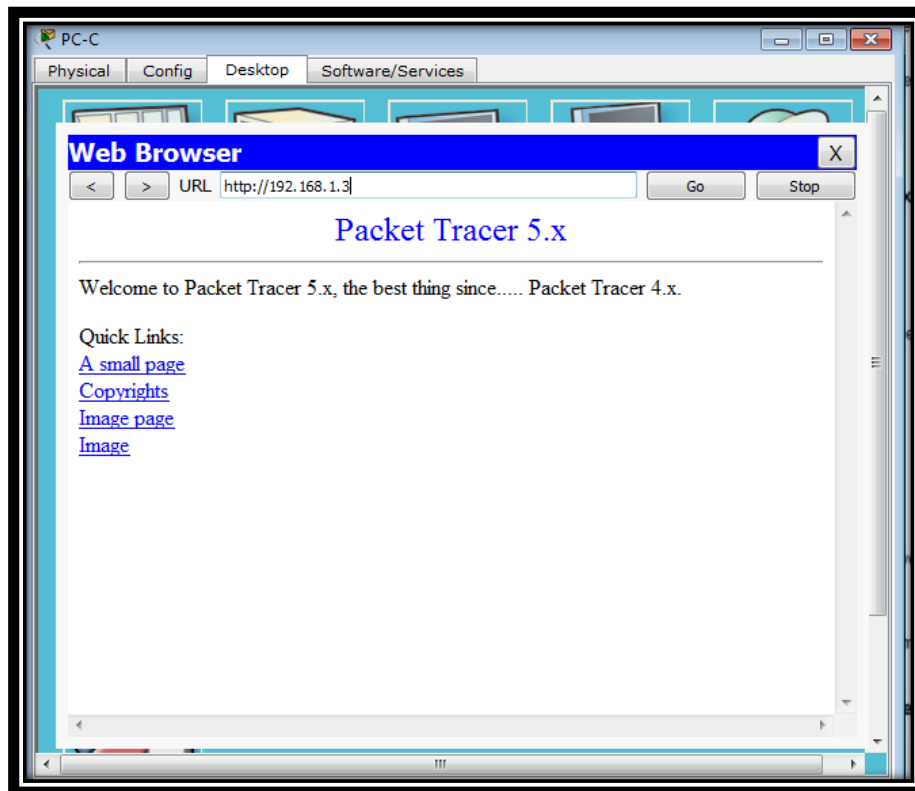 PC-C
Physical Config Desktop Software/Services
Web Browser X
< > URL http://192.168.1.3 Go Stop
Packet Tracer 5.x
Welcome to Packet Tracer 5.x, the best thing since..... Packet Tracer 4.x.
Quick Links:
A small page
Copyrights
Image page
Image